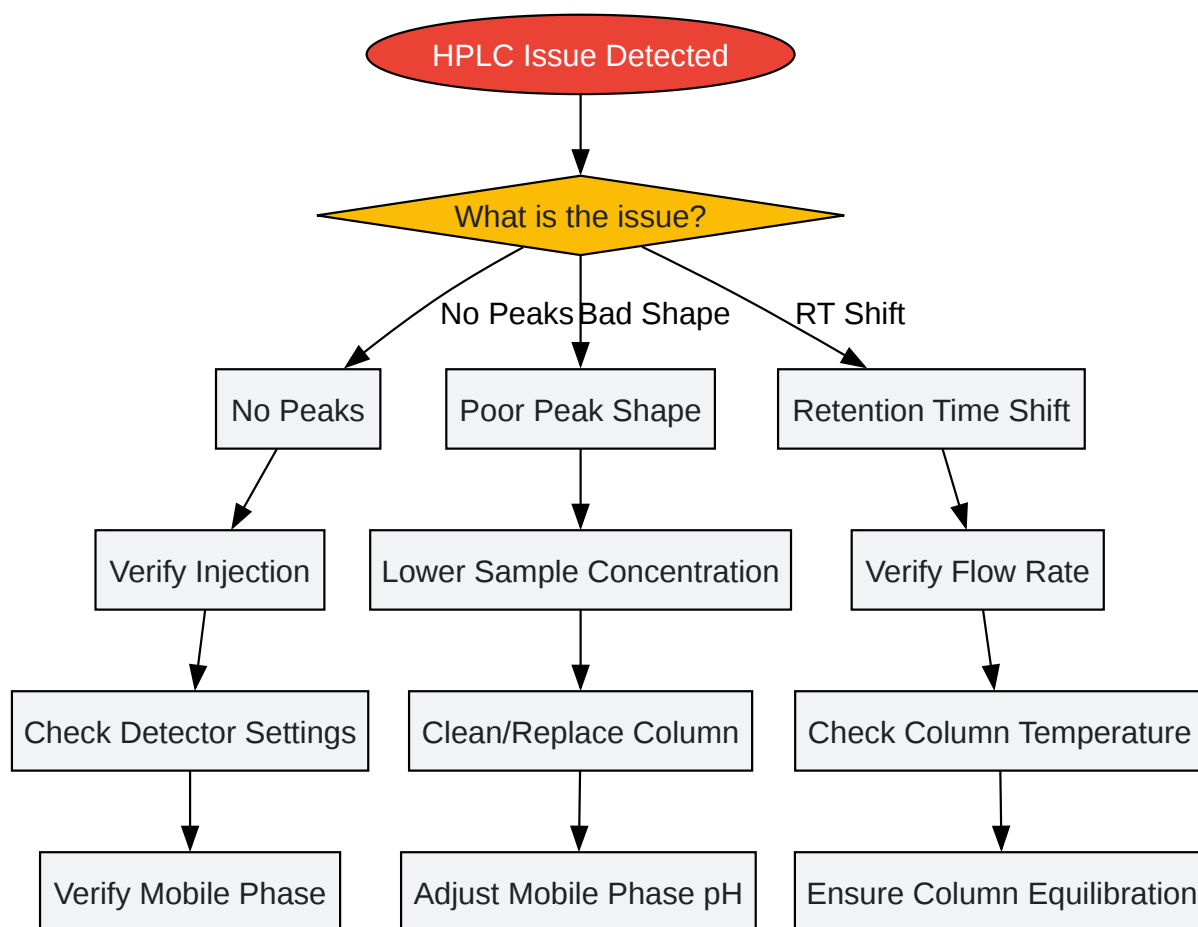 HPLC Issue Detected
What is the issue?
No Peaks
Bad Shape
RT Shift
No Peaks
Poor Peak Shape
Retention Time Shift
Verify Injection
Lower Sample Concentration
Verify Flow Rate
Check Detector Settings
Clean/Replace Column
Check Column Temperature
Verify Mobile Phase
Adjust Mobile Phase pH
Ensure Column Equilibration